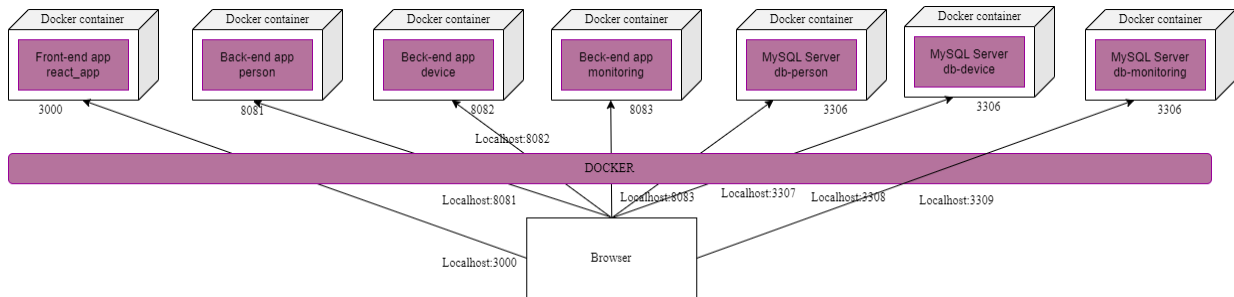 Docker container
Docker container
Docker container
Docker container
Docker container
Docker container
Docker container
Front-end app
react_app
Back-end app
person
Beck-end app
device
Beck-end app
monitoring
MySQL Server
db-person
MySQL Server
db-device
MySQL Server
db-monitoring
3000
8081
8082
8083
3306
3306
3306
Localhost:8082
DOCKER
Localhost:8081
Localhost:8083
Localhost:3307
Localhost:3308
Localhost:3309
Localhost:3000
Browser